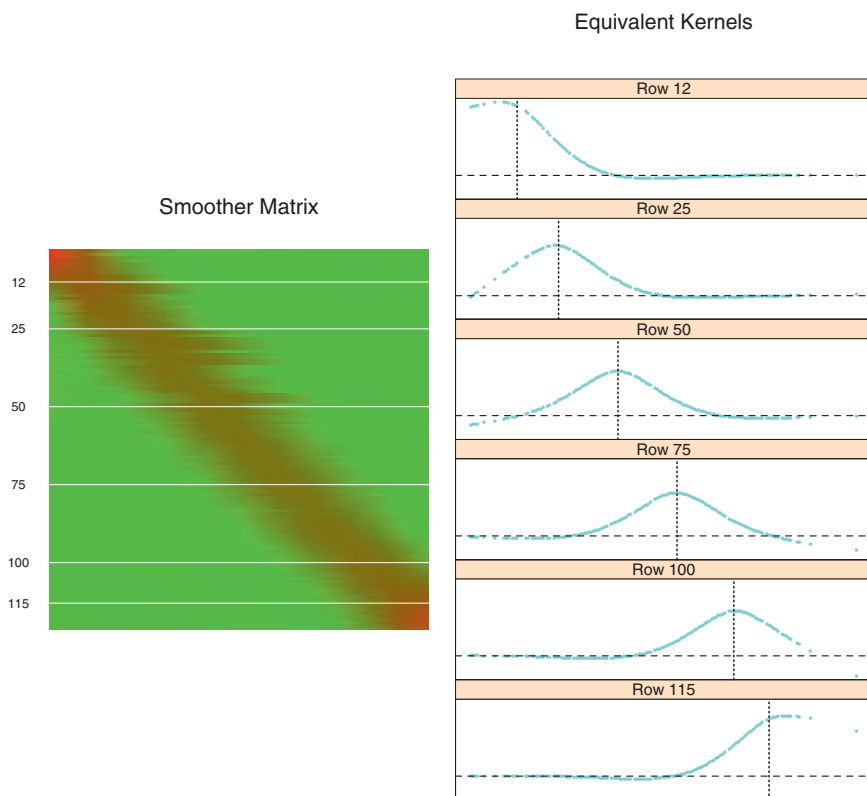 Equivalent Kernels
Smoother Matrix
12
25
50
75
100
115
Row 12
Row 25
Row 50
Row 75
Row 100
Row 115